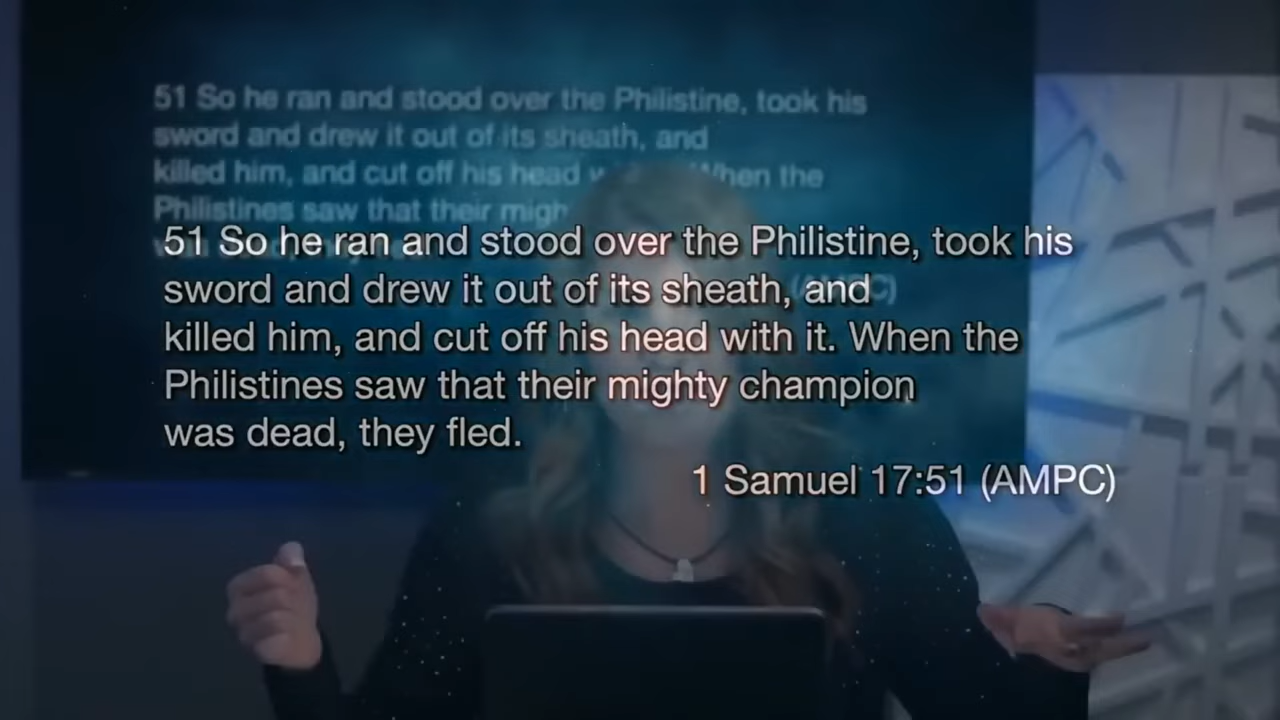 51 So he ran and stood over the Philistine, took his
sword and drew it out of its sheath, and
killed him, and cut off his head w hen the
Philistines saw that their migh
51 So he ran and stood over the Philistine, took his
sword and drew it out of its sheath, and
killed him, and cut off his head with it. When the
Philistines saw that their mighty champion
was dead, they fled.
1 Samuel 17:51 (AMPC)